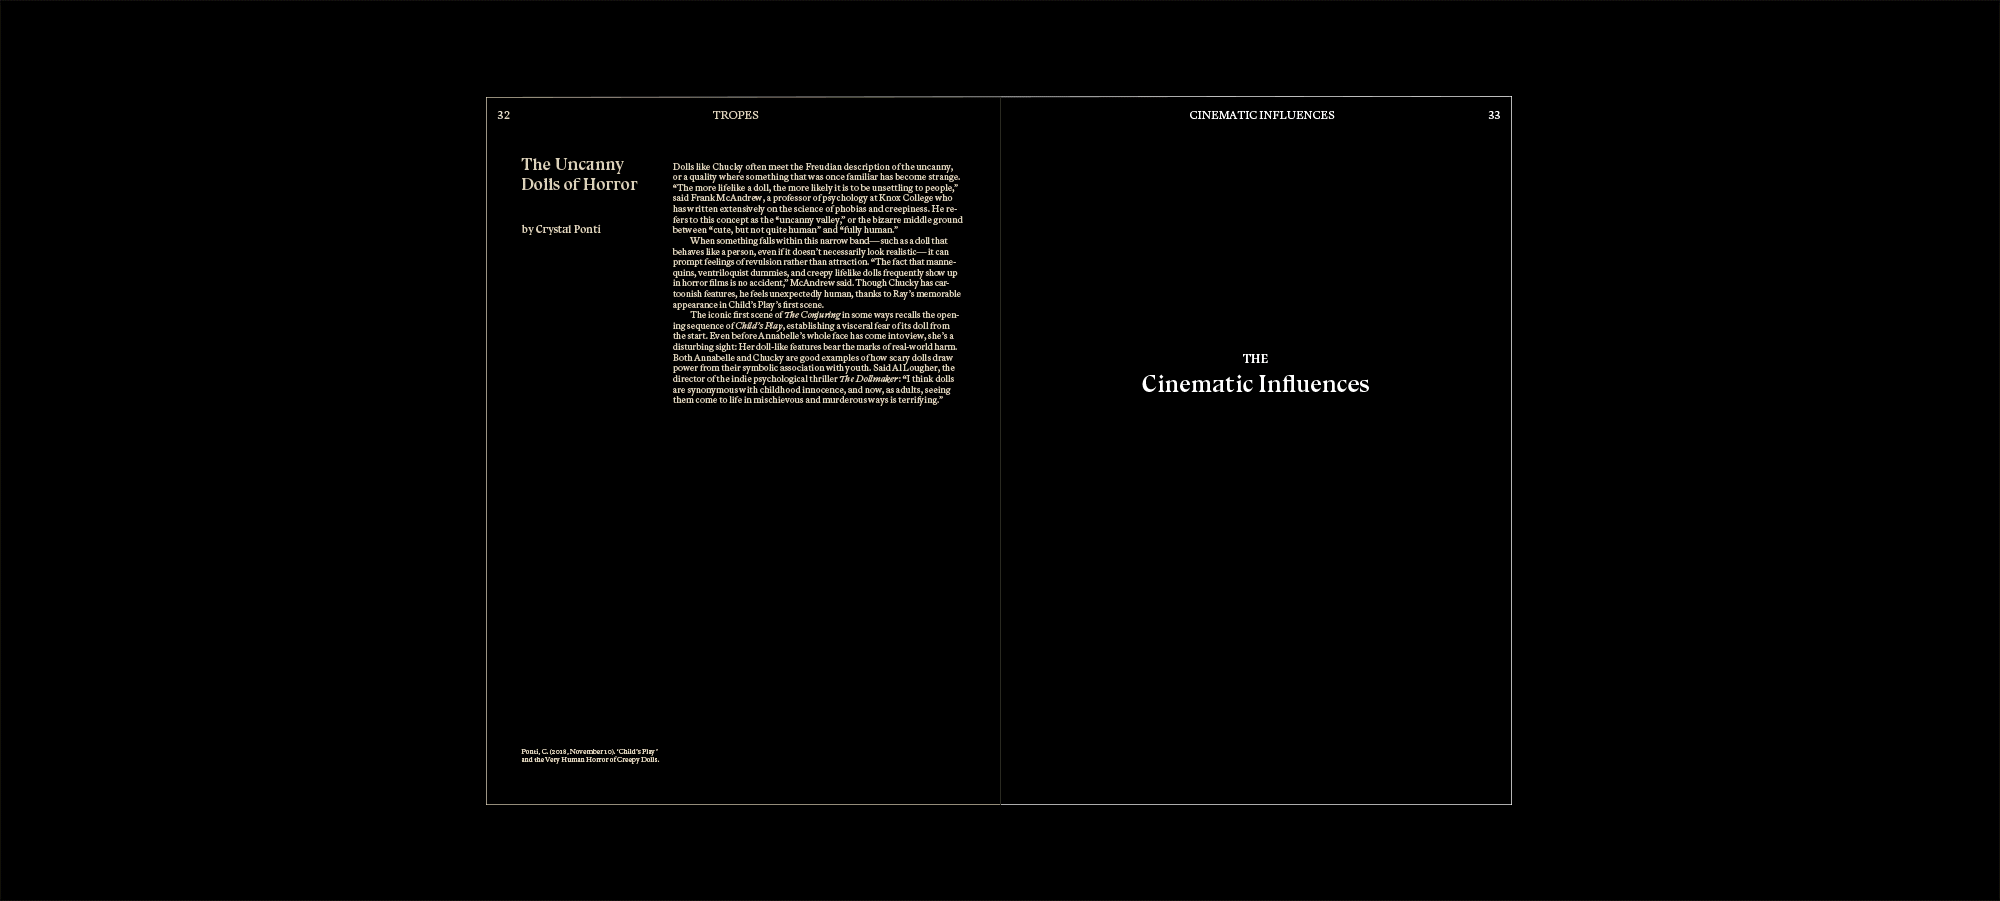 32
TROPES
The Uncanny
Dolls of Horror
by Crystal Ponti
Dolls like Chucky often meet the Freudian description of the uncanny,
or a quality where something that was once familiar has become strange.
“The more lifelike a doll, the more likely it is to be unsettling to people,”
said Frank McAndrew, a professor of psychology at Knox College who
has written extensively on the science of phobias and creepiness. He re-
fers to this concept as the “uncanny valley,” or the bizarre middle ground
between “cute, but not quite human” and “fully human.”
When something falls within this narrow band—such as a doll that
behaves like a person, even if it doesn’t necessarily look realistic—it can
prompt feelings of revulsion rather than attraction. “The fact that manne-
quins, ventriloquist dummies, and creepy lifelike dolls frequently show up
in horror films is no accident,” McAndrew said. Though Chucky has car-
toonish features, he feels unexpectedly human, thanks to Ray’s memorable
appearance in Child’s Play’s first scene.
The iconic first scene of The Conjuring in some ways recalls the open-
ing sequence of Child’s Play, establishing a visceral fear of its doll from
the start. Even before Annabelle’s whole face has come into view, she’s a
disturbing sight: Her doll-like features bear the marks of real-world harm.
Both Annabelle and Chucky are good examples of how scary dolls draw
power from their symbolic association with youth. Said Al Lougher, the
director of the indie psychological thriller The Dollmaker: “I think dolls
are synonymous with childhood innocence, and now, as adults, seeing
them come to life in mischievous and murderous ways is terrifying.”
Ponti, C. (2018, November 10). ‘Child’s Play’
and the Very Human Horror of Creepy Dolls.
CINEMATIC INFLUENCES
33
THE
Cinematic Influences